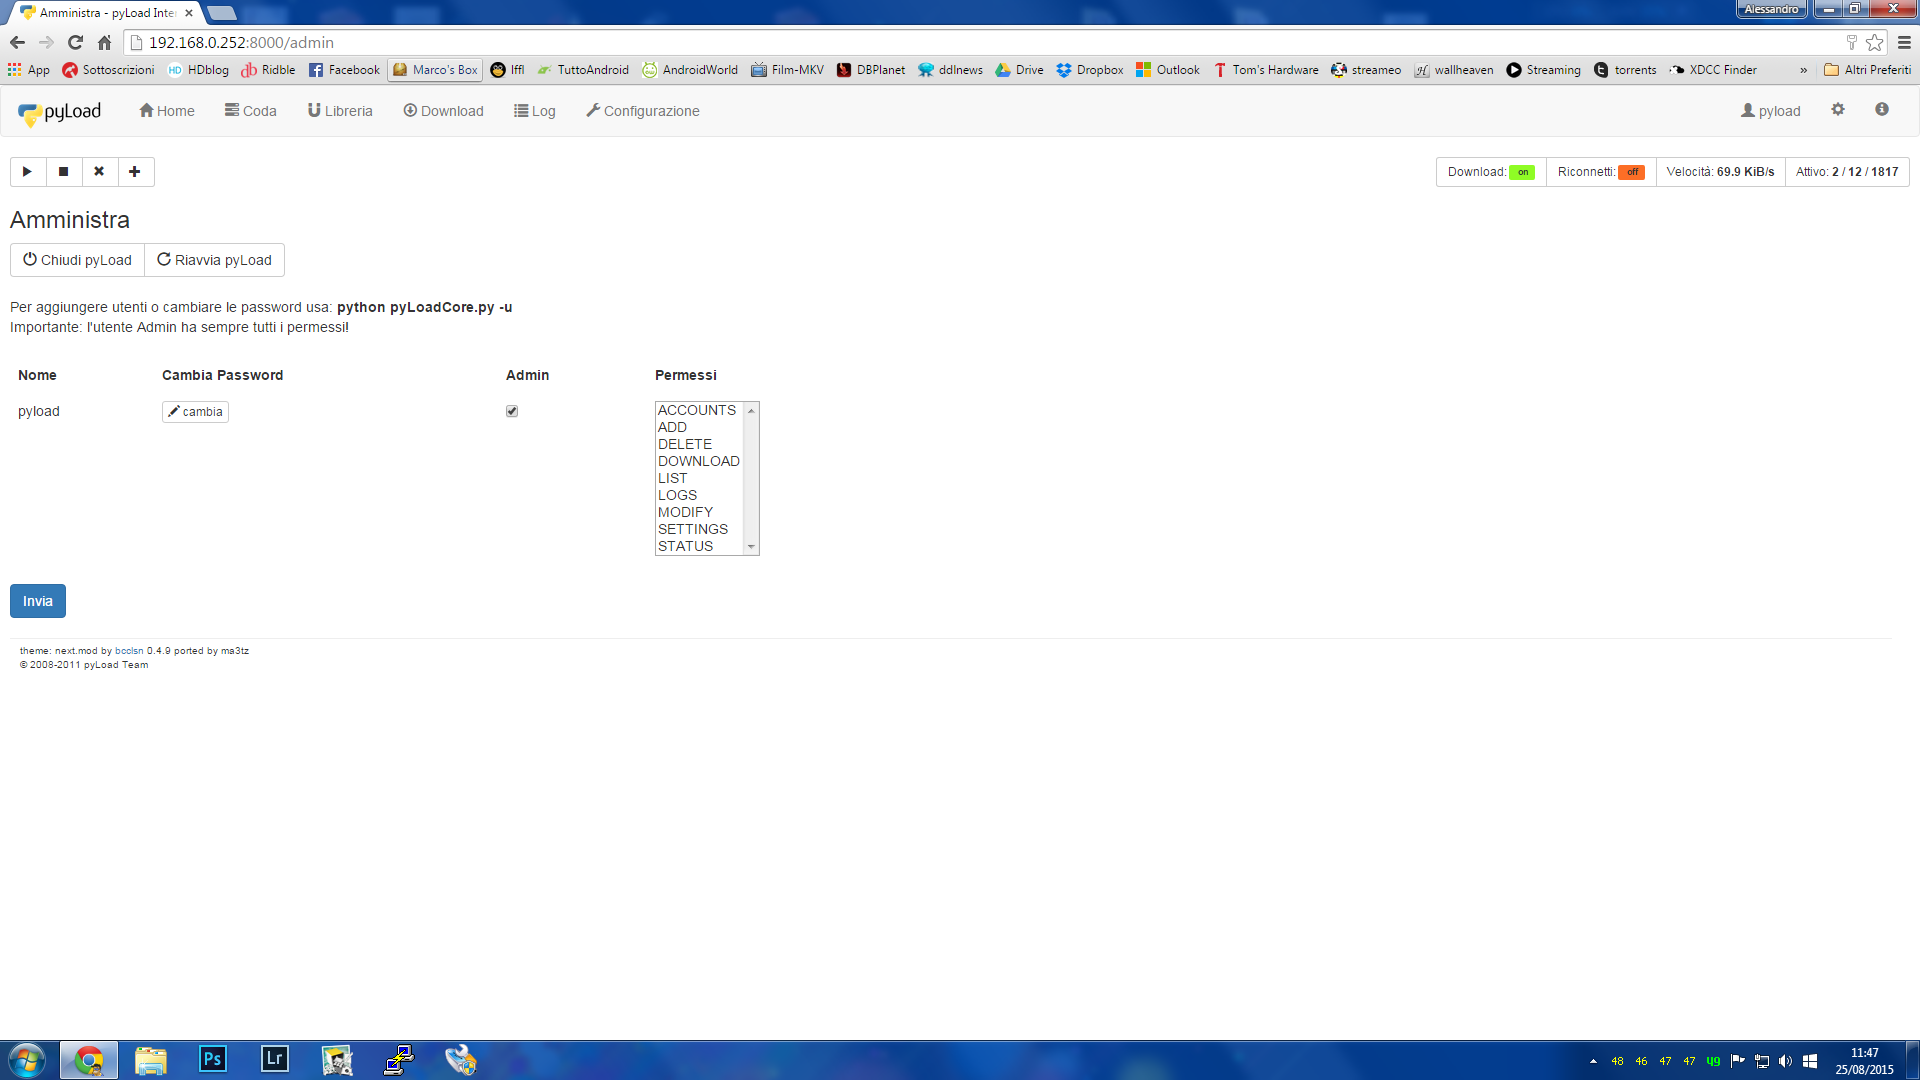 Amministra - pyLoad Inte
Alessandro
192.168.0.252:8000/admin
App Sottoscrizioni HDblog Ridble Facebook Marco's Box Iffl TuttoAndroid AndroidWorld Film-MKV DBPlanet ddlnews Drive Dropbox Outlook Tom's Hardware streameo wallheaven Streaming torrents XDCC Finder » Altri Preferiti
pyLoad Home Coda Libreria Download Log Configurazione pyload
Download: on Riconnetti: off Velocità: 69.9 KiB/s Attivo: 2 / 12 / 1817
Amministra
Chiudi pyLoad Riavvia pyLoad
Per aggiungere utenti o cambiare le password usa: python pyLoadCore.py -u
Importante: l'utente Admin ha sempre tutti i permessi!
Nome Cambia Password Admin Permessi
pyload cambia
ACCOUNTS
ADD
DELETE
DOWNLOAD
LIST
LOGS
MODIFY
SETTINGS
STATUS
Invia
theme: next.mod by bcclsn 0.4.9 ported by ma3tz
© 2008-2011 pyLoad Team
Ps Lr 48 46 47 47 49 11:47
25/08/2015